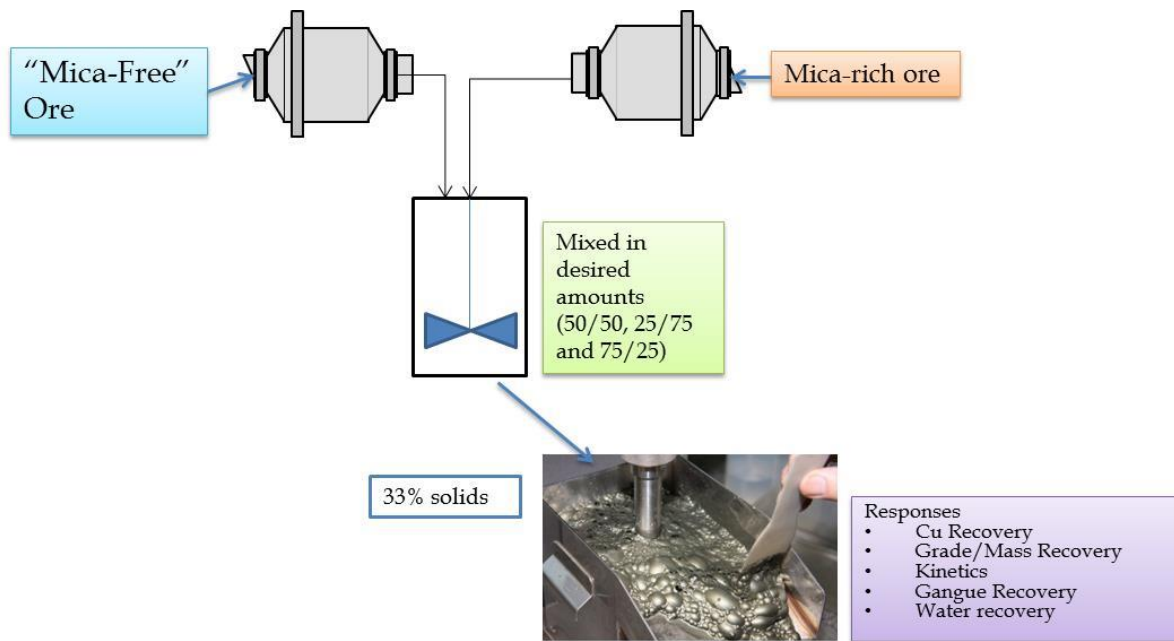 “Mica-Free”
Ore
Mica-rich ore
Mixed in
desired
amounts
(50/50, 25/75
and 75/25)
33% solids
Responses
• Cu Recovery
• Grade/Mass Recovery
• Kinetics
• Gangue Recovery
• Water recovery